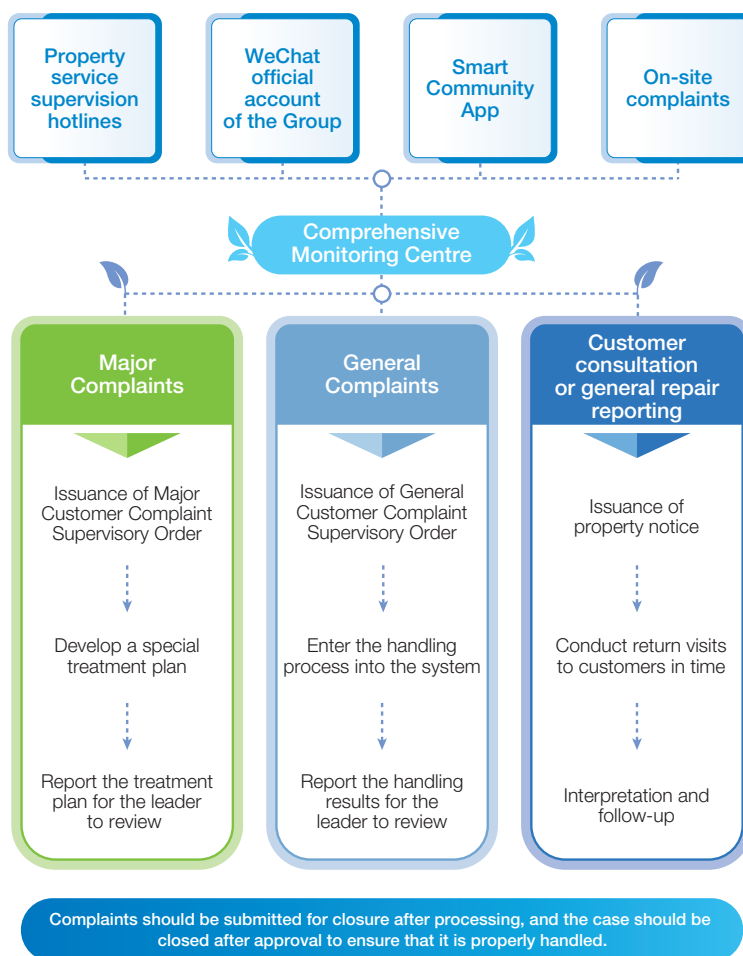 Property
service
supervision
hotlines
WeChat
official
account
of the Group
Smart
Community
App
On-site
complaints
Comprehensive
Monitoring Centre
Major
Complaints
Issuance of Major
Customer Complaint
Supervisory Order
Develop a special
treatment plan
Report the treatment
plan for the leader
to review
General
Complaints
Issuance of General
Customer Complaint
Supervisory Order
Enter the handling
process into the system
Report the handling
results for the
leader to review
Customer
consultation
or general repair
reporting
Issuance of
property notice
Conduct return visits
to customers in time
Interpretation and
follow-up
Complaints should be submitted for closure after processing, and the case should be
closed after approval to ensure that it is properly handled.